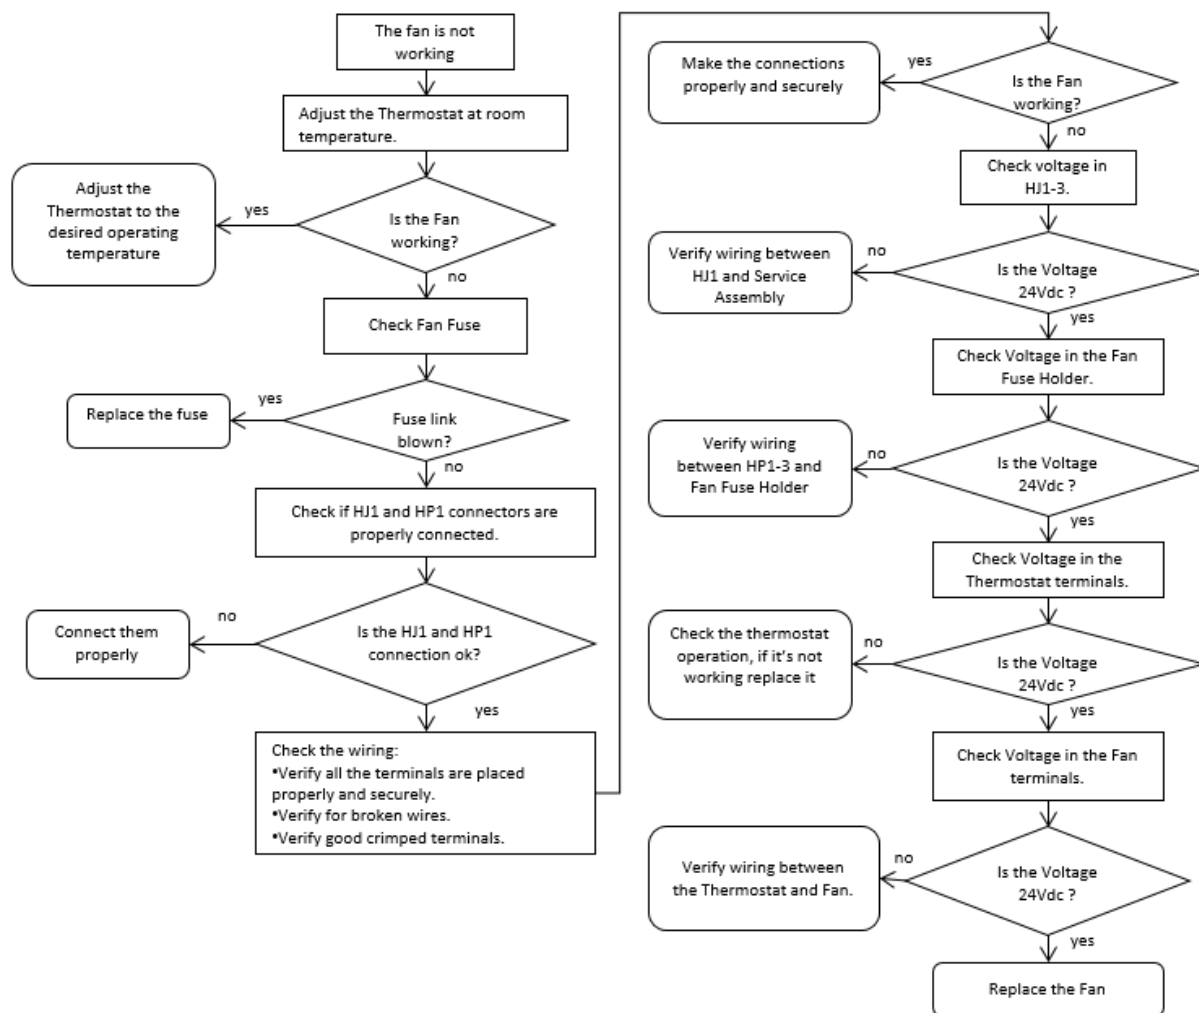 The fan is not
working
Adjust the Thermostat at room
temperature.
Adjust the
Thermostat to the
desired operating
temperature
yes
Is the Fan
working?
no
Check Fan Fuse
Replace the fuse
yes
Fuse link
blown?
no
Check if HJ1 and HP1 connectors are
properly connected.
Connect them
properly
no
Is the HJ1 and HP1
connection ok?
yes
Check the wiring:
•Verify all the terminals are placed
properly and securely.
•Verify for broken wires.
•Verify good crimped terminals.
Make the connections
properly and securely
yes
Is the Fan
working?
no
Check voltage in
HJ1-3.
Verify wiring between
HJ1 and Service
Assembly
no
Is the Voltage
24Vdc ?
yes
Check Voltage in the Fan
Fuse Holder.
Verify wiring
between HP1-3 and
Fan Fuse Holder
no
Is the Voltage
24Vdc ?
yes
Check Voltage in the
Thermostat terminals.
Check the thermostat
operation, if it's not
working replace it
no
Is the Voltage
24Vdc ?
yes
Check Voltage in the Fan
terminals.
Verify wiring between
the Thermostat and Fan.
no
Is the Voltage
24Vdc ?
yes
Replace the Fan